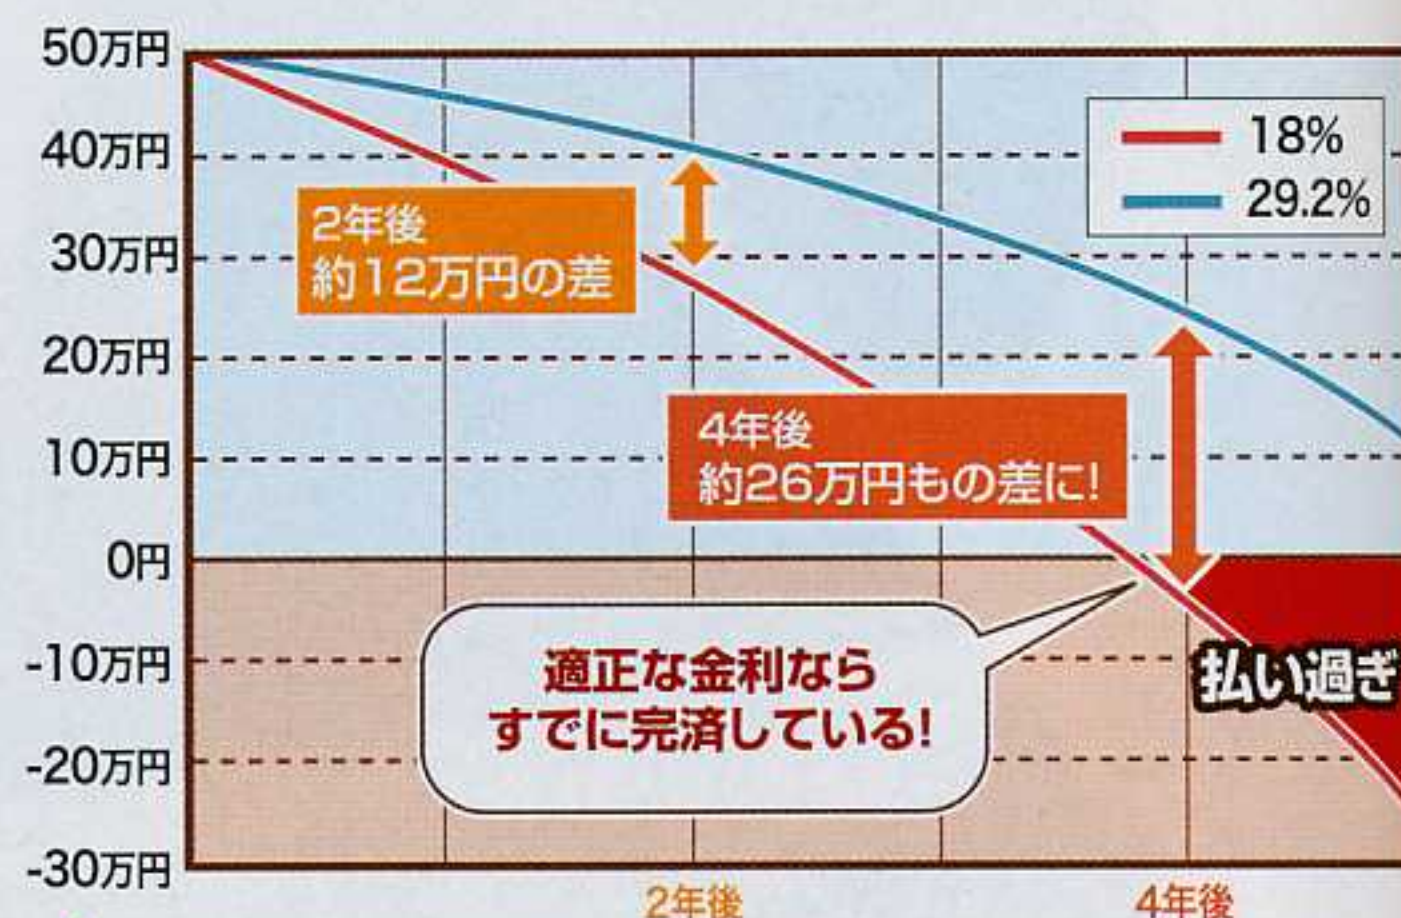 50万円
40万円
30万円
20万円
10万円
0円
-10万円
-20万円
-30万円
18%
29.2%
2年後
約12万円の差
4年後
約26万円もの差に!
適正な金利なら
すでに完済している!
払い過ぎ
2年後
4年後